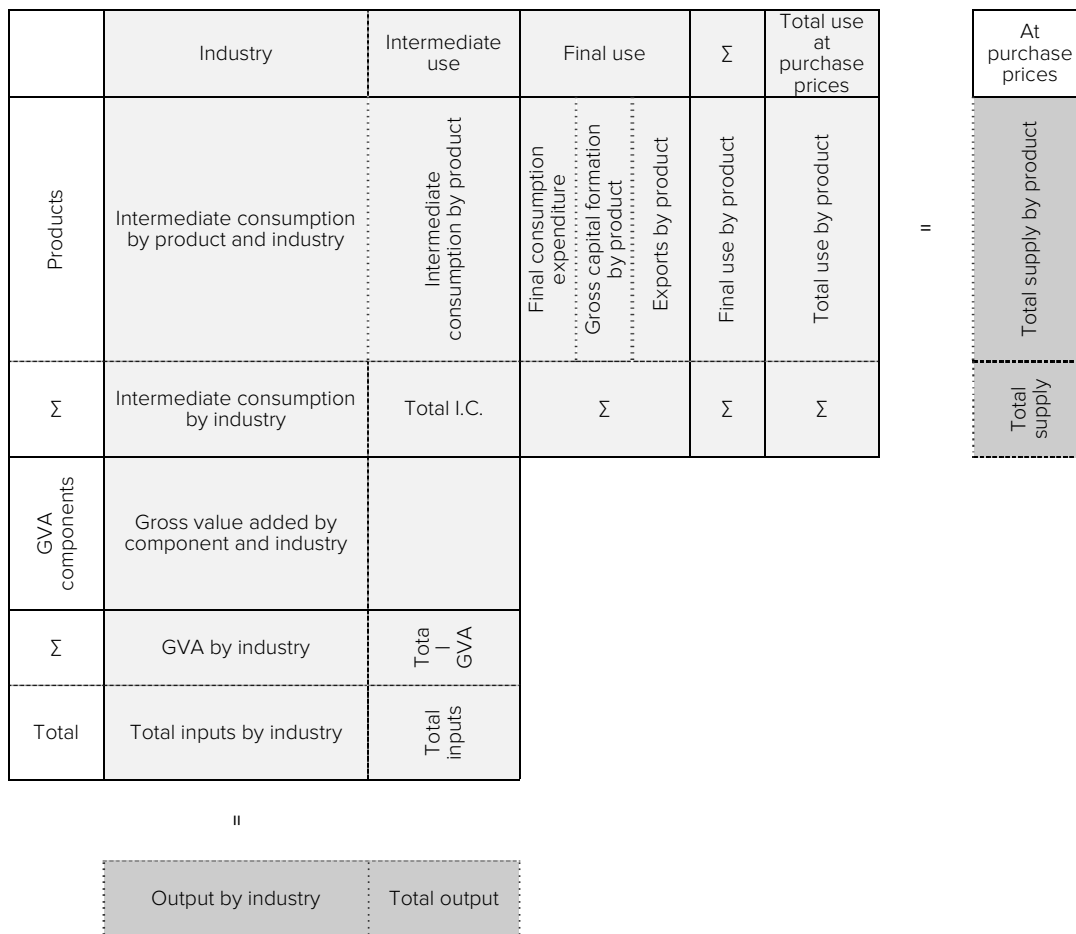 Industry
Intermediate
use
Final use
Σ
Total use
at
purchase
prices
At
purchase
prices
Products
Intermediate consumption
by product and industry
Intermediate
consumption by product
Final consumption
expenditure
Gross capital formation
by product
Exports by product
Final use by product
Total use by product
=
Total supply by product
Σ
Intermediate consumption
by industry
Total I.C.
Σ
Σ
Σ
Total
supply
GVA
components
Gross value added by
component and industry
Σ
GVA by industry
Tota
l
GVA
Total
Total inputs by industry
Total
inputs
=
Output by industry
Total output